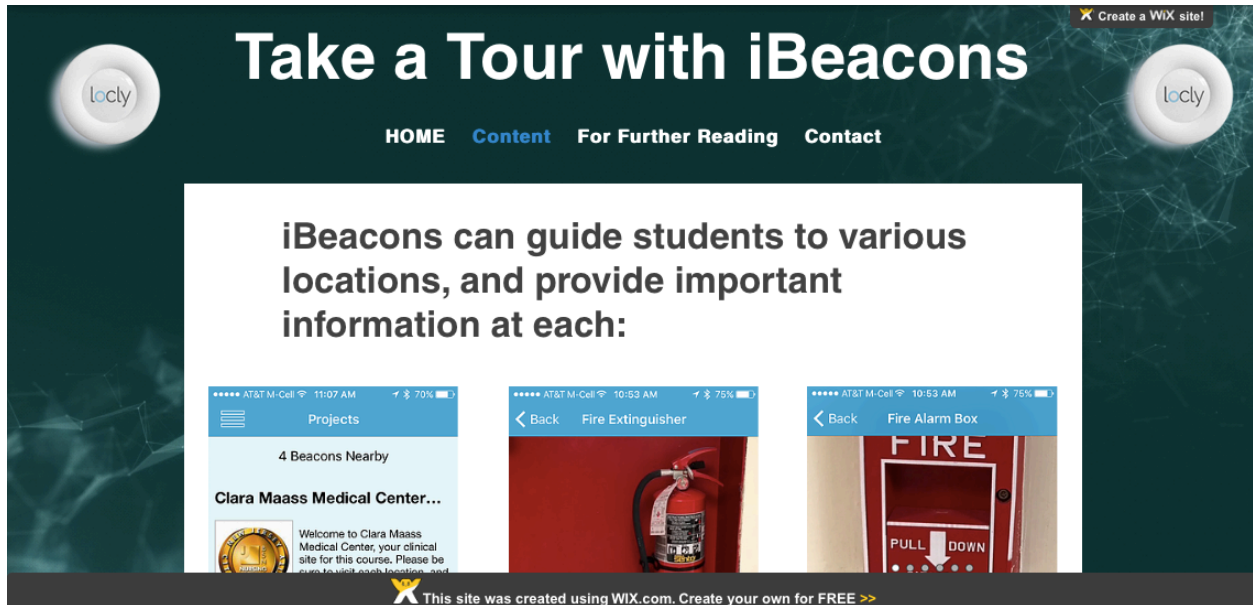 Create a WiX site!
Take a Tour with iBeacons
locly
locly
HOME Content For Further Reading Contact
iBeacons can guide students to various
locations, and provide important
information at each:
AT&T M-Cell 11:07 AM 70%
Projects
4 Beacons Nearby
Clara Maass Medical Center...
Welcome to Clara Maass
Medical Center, your clinical
site for this course. Please be
sure to visit each location, and
AT&T M-Cell 10:53 AM 75%
Back Fire Extinguisher
AT&T M-Cell 10:53 AM 75%
Back Fire Alarm Box
FIRE
PULL DOWN
This site was created using WIX.com. Create your own for FREE >>